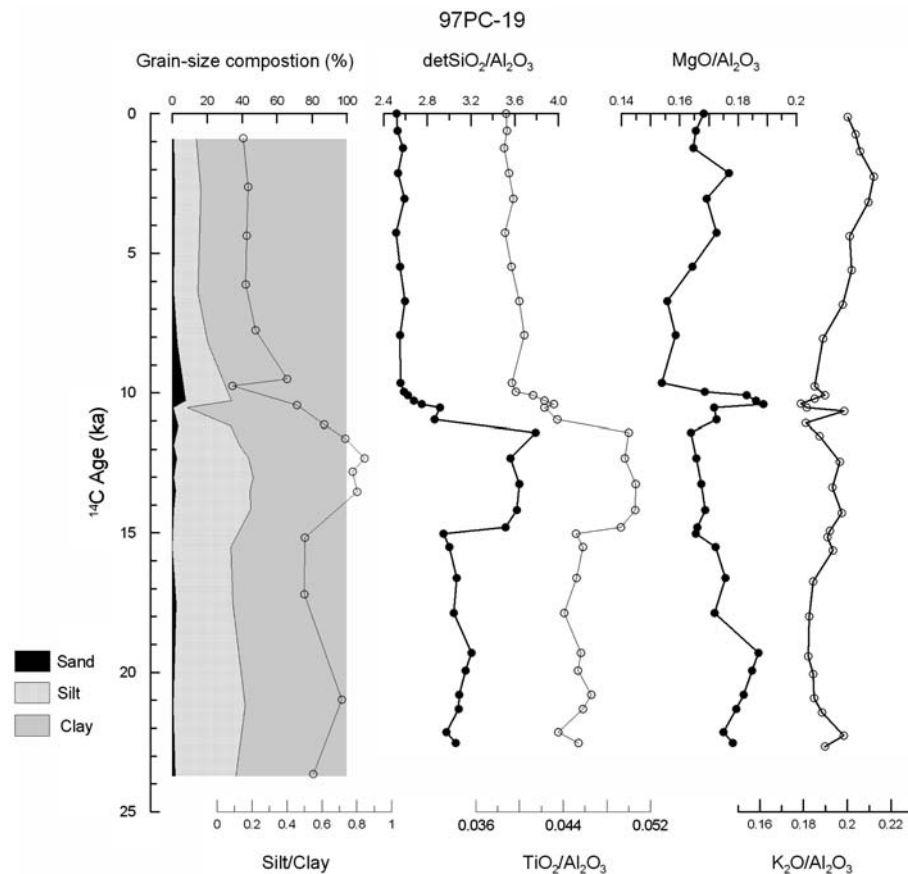 97PC-19
Grain-size compostion (%)
detSiO₂/Al₂O₃
MgO/Al₂O₃
0 20 40 60 80 100
2.4 2.8 3.2 3.6 4.0
0.14 0.16 0.18 0.2
0
5
10
15
20
25
¹⁴C Age (ka)
Sand
Silt
Clay
0 0.2 0.4 0.6 0.8 1
0.036 0.044 0.052
0.16 0.18 0.2 0.22
Silt/Clay
TiO₂/Al₂O₃
K₂O/Al₂O₃